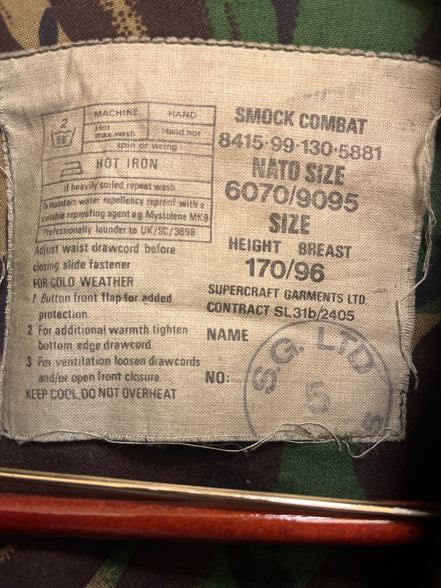 MACHINE HAND
2
60°
Hot
max wash
Hand hot
spin or wring
HOT IRON
If heavily soiled, repeat wash
To maintain water repellency reproof with a
suitable reproofing agent eg. Mystolene MK9
Professionally launder to UK/SC/3898
Adjust waist drawcord before
closing slide fastener
FOR COLD WEATHER
1 Button front flap for added
protection.
2 For additional warmth tighten
bottom edge drawcord.
3 For ventilation loosen drawcords
and/or open front closure.
KEEP COOL, DO NOT OVERHEAT
SMOCK COMBAT
8415·99·130·5881
NATO SIZE
6070/9095
SIZE
HEIGHT BREAST
170/96
SUPERCRAFT GARMENTS LTD.
CONTRACT SL31b/2405
NAME
NO:
S.G. LTD
5